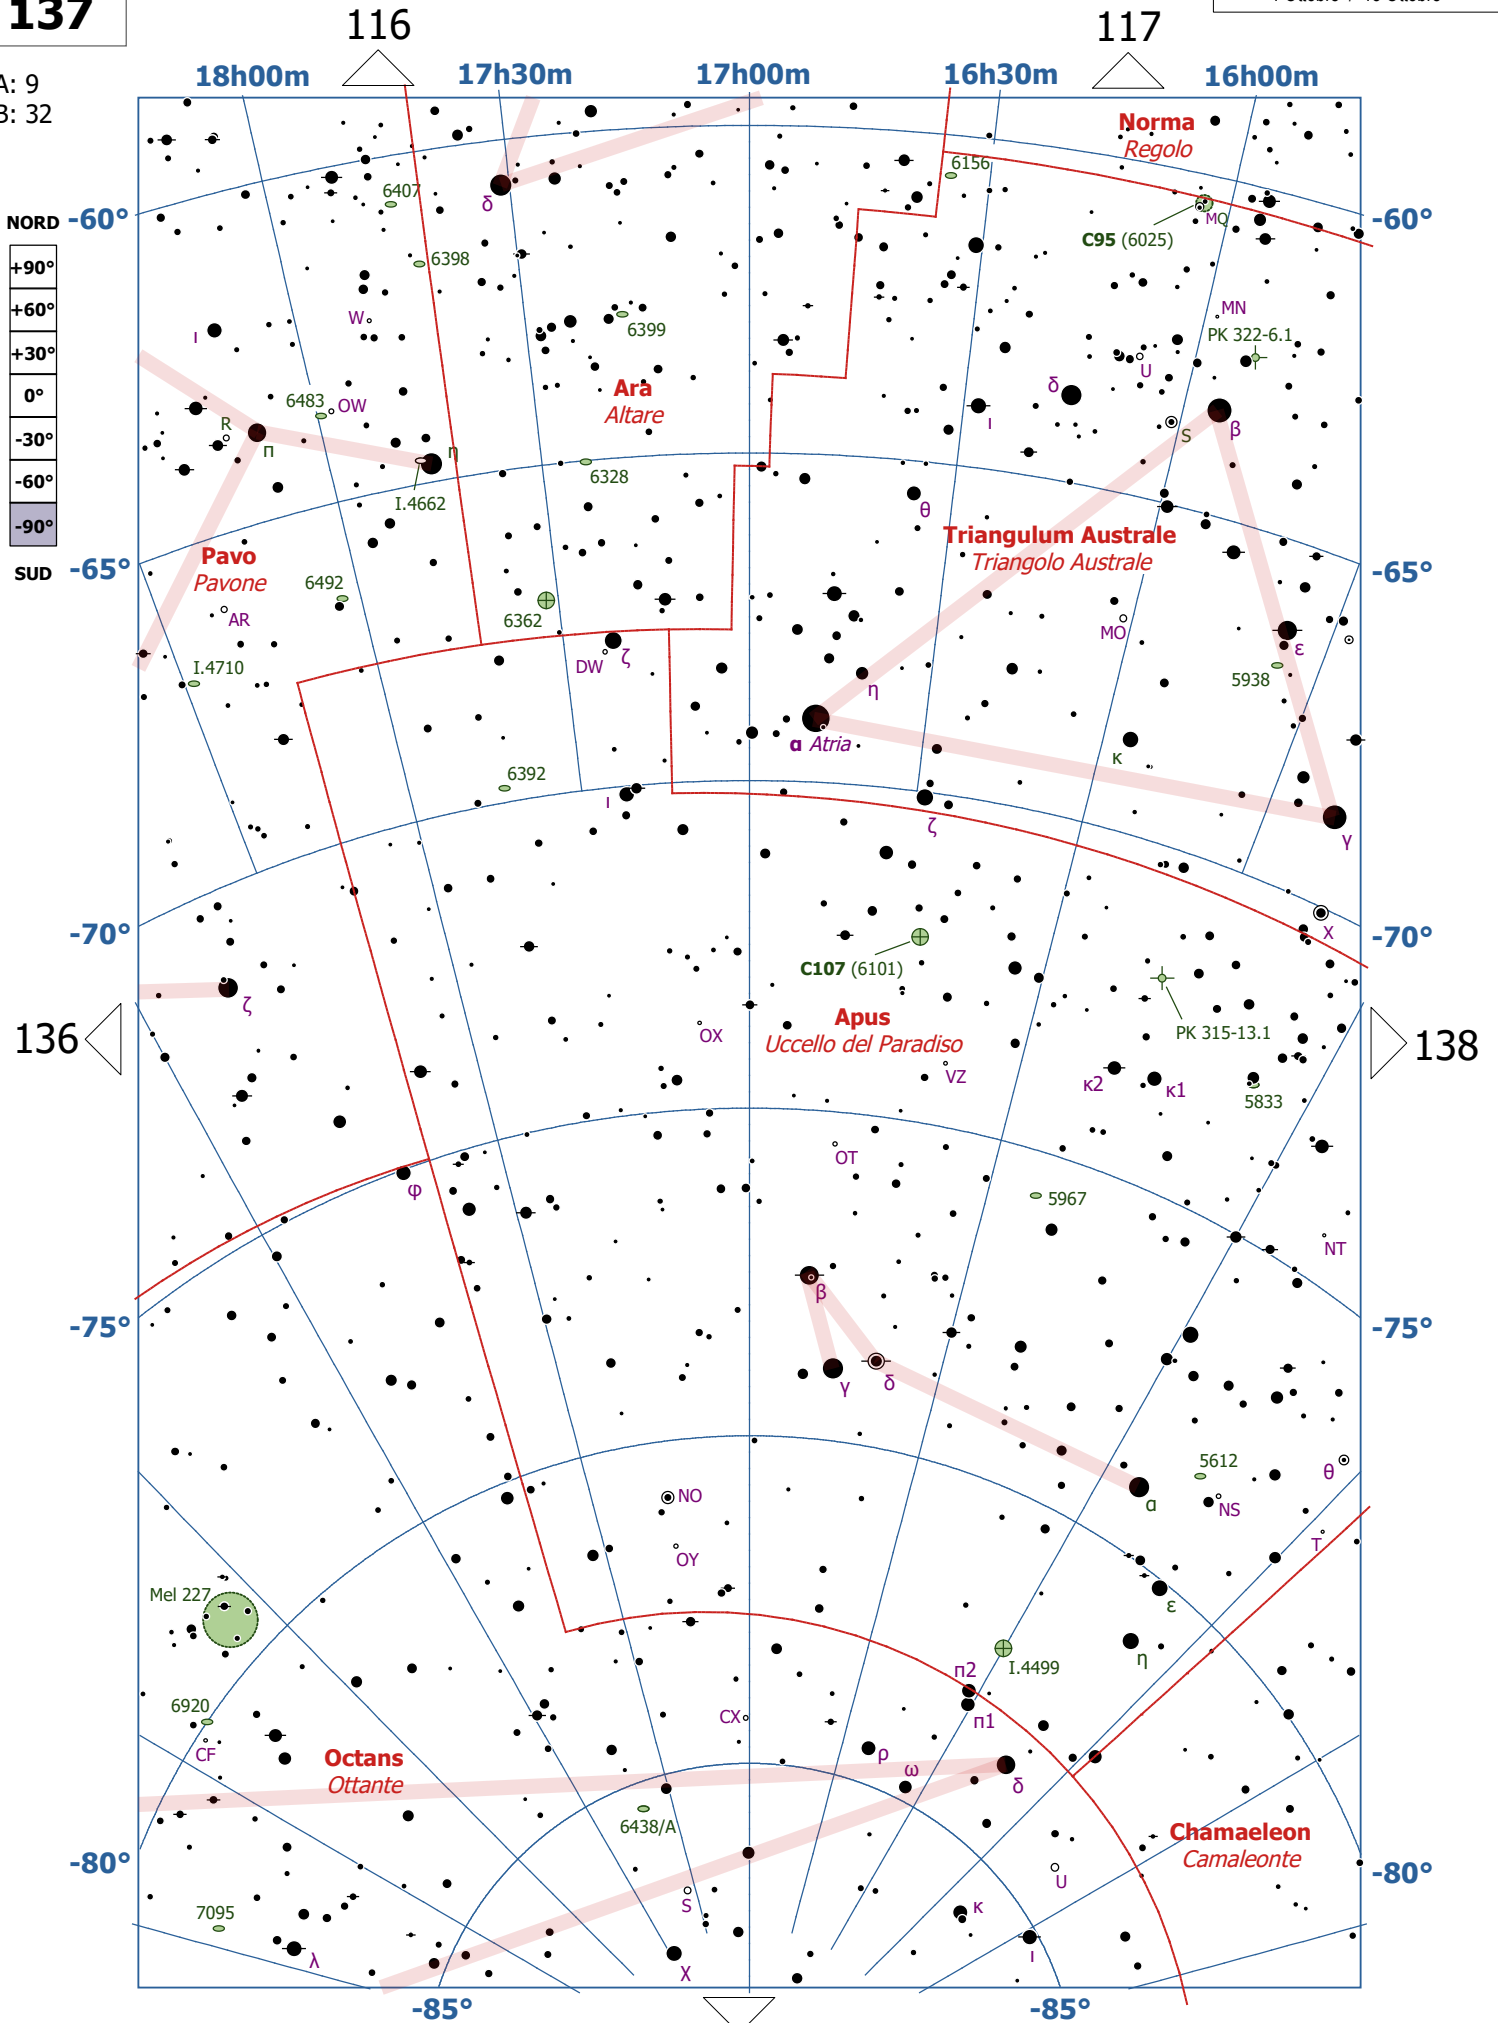 137
116
117
18h00m
17h30m
17h00m
16h30m
16h00m
A: 9
B: 32
Norma
Regolo
6156
6407
δ
-60°
-60°
NORD
MQ
C95 (6025)
6398
+90°
+60°
+30°
0°
-30°
-60°
-90°
SUD
W
MN
ι
6399
PK 322-6.1
U
δ
Ara
Altare
6483
OW
ι
R
S
β
π
η
6328
I.4662
θ
Triangulum Australe
Triangolo Australe
Pavo
Pavone
-65°
-65°
6492
6362
AR
MO
DW
ζ
ε
I.4710
5938
η
α Atria
κ
6392
ι
ζ
γ
-70°
-70°
X
C107 (6101)
ζ
Apus
Uccello del Paradiso
PK 315-13.1
136
138
OX
VZ
κ2
κ1
5833
OT
φ
5967
NT
β
-75°
-75°
γ
δ
5612
θ
NO
α
NS
T
OY
Mel 227
ε
η
I.4499
π2
6920
CX
π1
CF
Octans
Ottante
ρ
ω
δ
6438/A
Chamaeleon
Camaleonte
-80°
-80°
U
S
κ
7095
λ
χ
ι
-85°
-85°